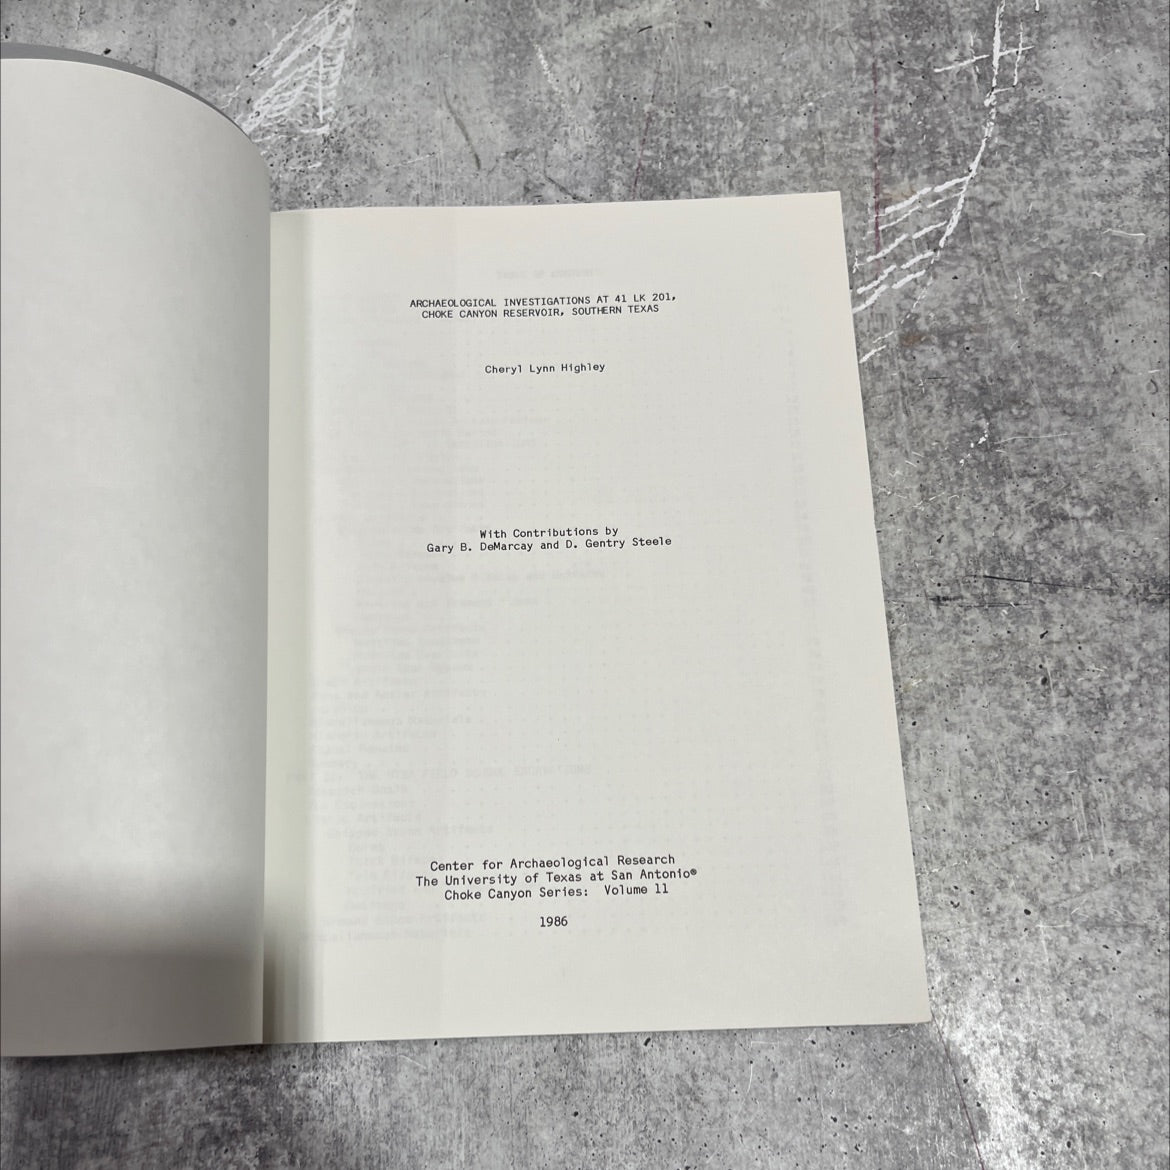 ARCHAEOLOGICAL INVESTIGATIONS AT 41 LK 201,
CHOKE CANYON RESERVOIR, SOUTHERN TEXAS
Cheryl Lynn Highley
With Contributions by
Gary B. DeMarcay and D. Gentry Steele
Center for Archaeological Research
The University of Texas at San Antonio®
Choke Canyon Series: Volume 11
1986